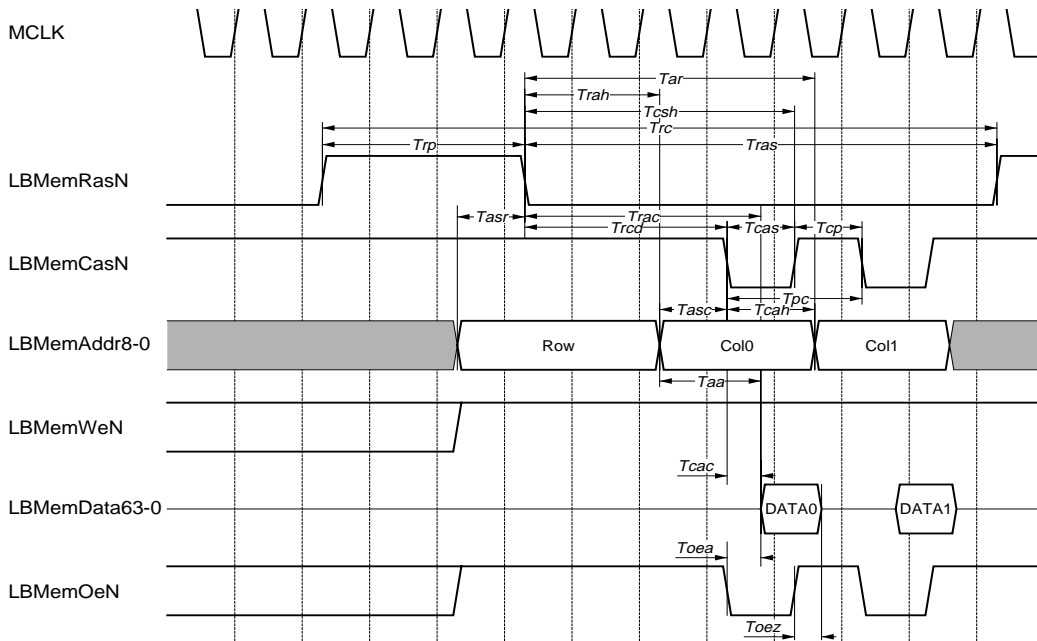 MCLK
Tar
Trah
Tcsh
Trc
Trp
Tras
LBMemRasN
Tasr
Trac
Trcd
Tcas
Tcp
LBMemCasN
Tpc
Tasc
Tcah
LBMemAddr8-0
Row
Col0
Col1
Taa
LBMemWeN
Tcac
LBMemData63-0
DATA0
DATA1
Toea
LBMemOeN
Toez